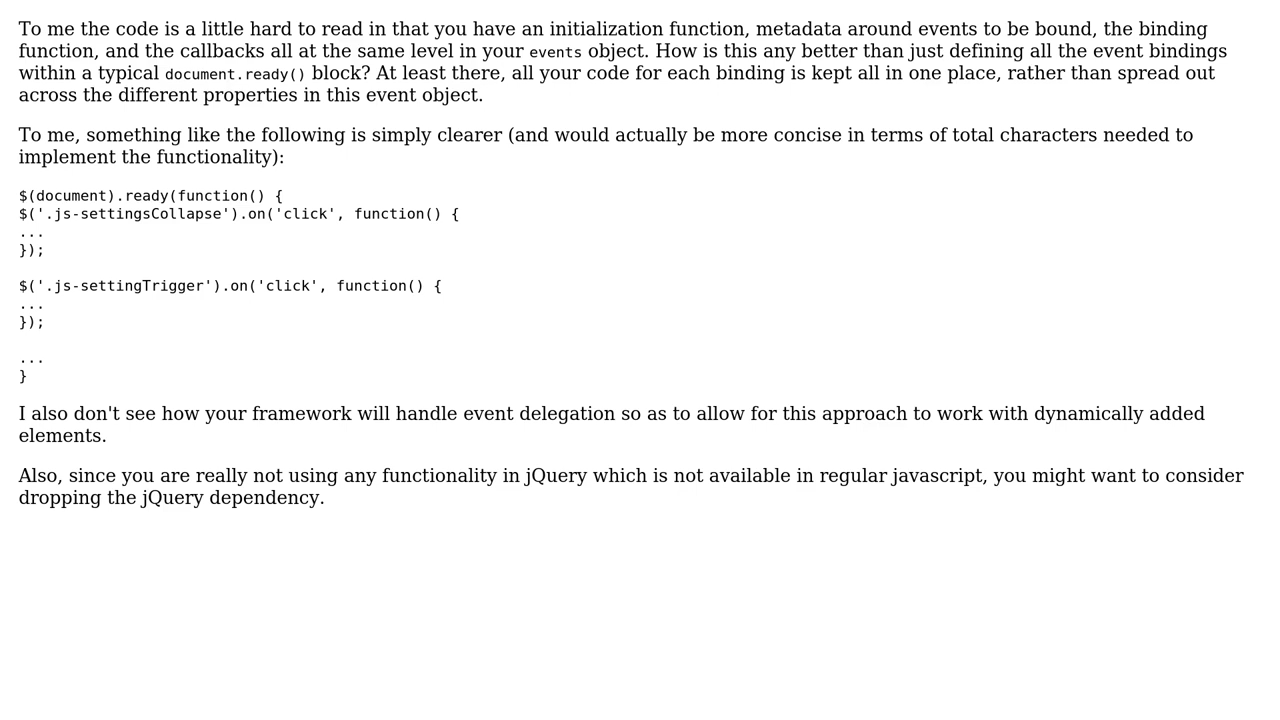 To me the code is a little hard to read in that you have an initialization function, metadata around events to be bound, the binding
function, and the callbacks all at the same level in your events object. How is this any better than just defining all the event bindings
within a typical document.ready() block? At least there, all your code for each binding is kept all in one place, rather than spread out
across the different properties in this event object.
To me, something like the following is simply clearer (and would actually be more concise in terms of total characters needed to
implement the functionality):
$(document).ready(function() {
$('.js-settingsCollapse').on('click', function() {
...
});
$('.js-settingTrigger').on('click', function() {
...
});
...
}
I also don't see how your framework will handle event delegation so as to allow for this approach to work with dynamically added
elements.
Also, since you are really not using any functionality in jQuery which is not available in regular javascript, you might want to consider
dropping the jQuery dependency.